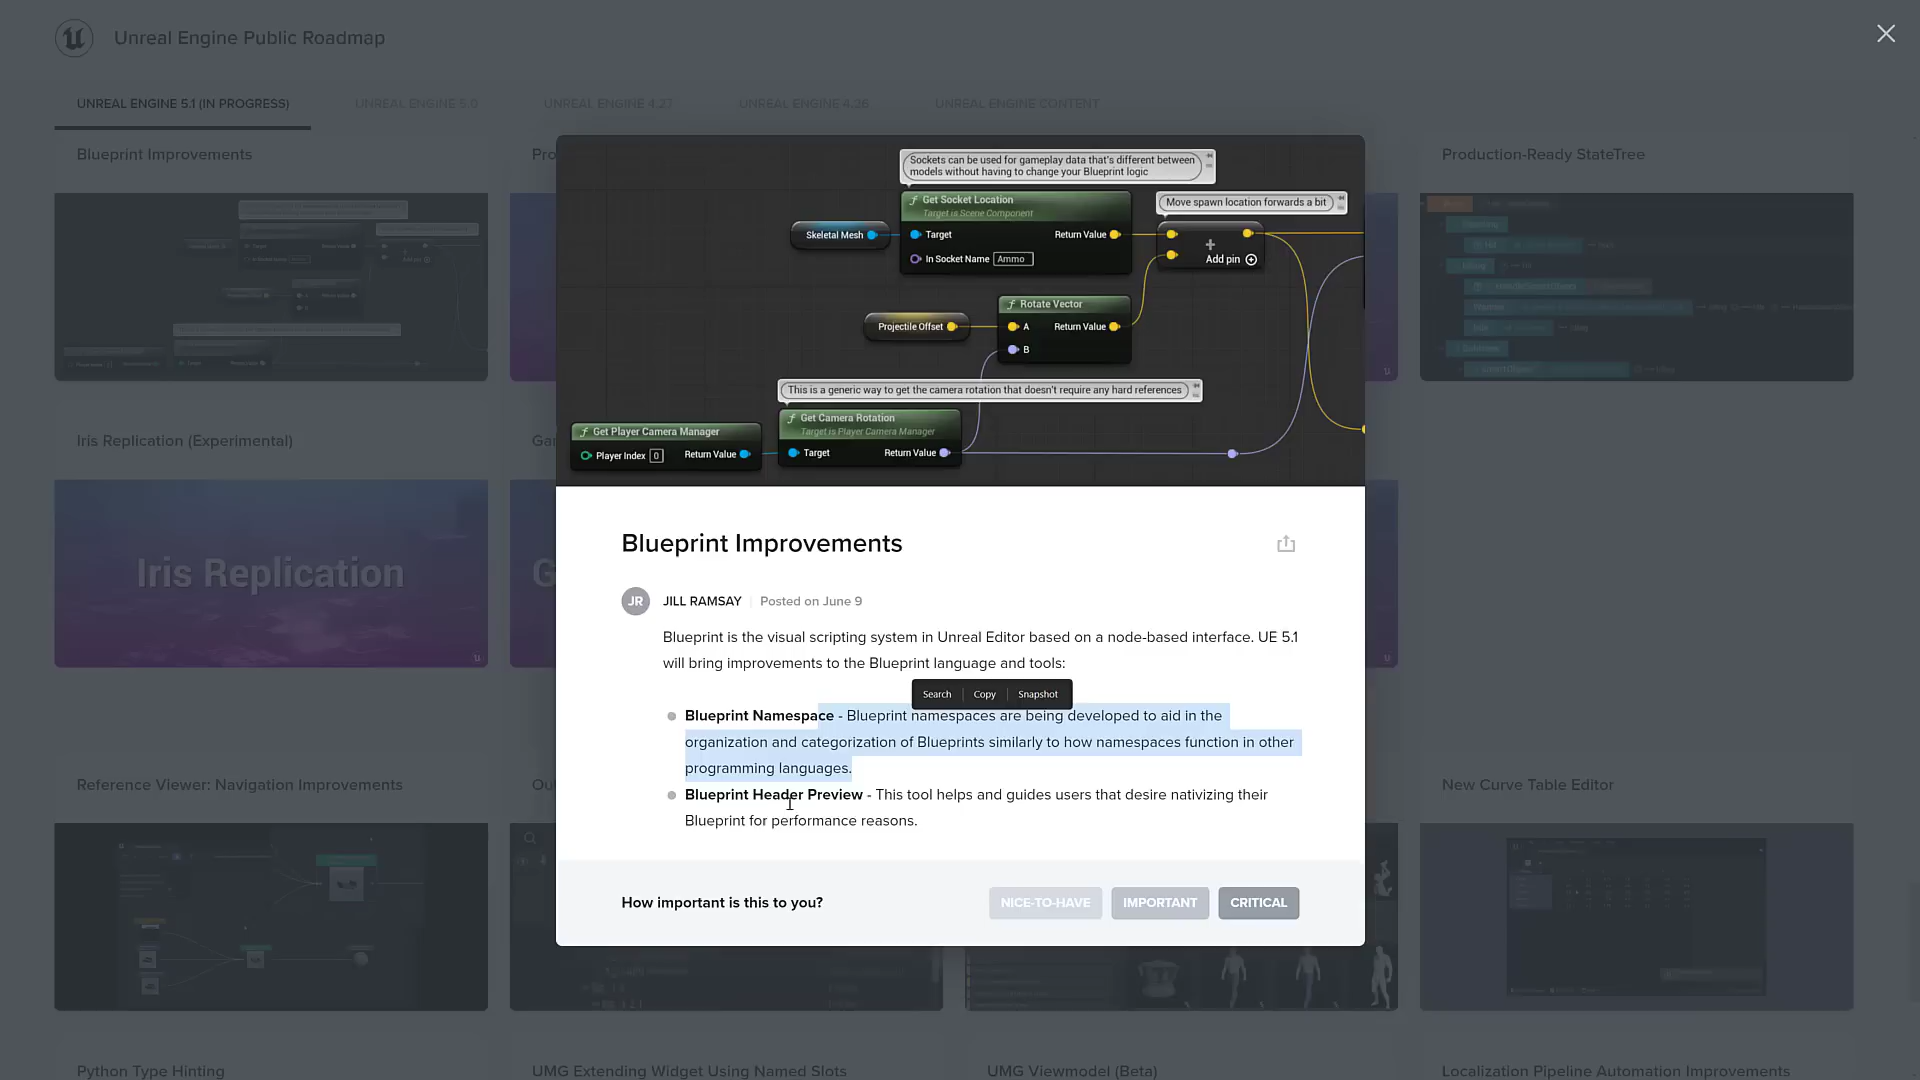 Unreal Engine Public Roadmap
UNREAL ENGINE 5.1 (IN PROGRESS)
UNREAL ENGINE 5.0
UNREAL ENGINE 4.27
UNREAL ENGINE 4.26
UNREAL ENGINE CONTENT
Blueprint Improvements
Pro
Production-Ready StateTree
Sockets can be used for gameplay data that's different between
models without having to change your Blueprint logic
Get Socket Location
Target is Scene Component
Move spawn location forwards a bit
Skeletal Mesh
Target
Return Value
In Socket Name
Ammo
Add pin
Rotate Vector
Projectile Offset
A
Return Value
B
This is a generic way to get the camera rotation that doesn't require any hard references
Get Camera Rotation
Target is Player Camera Manager
Get Player Camera Manager
Player Index
0
Return Value
Target
Return Value
Iris Replication (Experimental)
Iris Replication
G
Blueprint Improvements
JR
JILL RAMSAY
Posted on June 9
Blueprint is the visual scripting system in Unreal Editor based on a node-based interface. UE 5.1
will bring improvements to the Blueprint language and tools:
Search
Copy
Snapshot
Blueprint Namespace - Blueprint namespaces are being developed to aid in the
organization and categorization of Blueprints similarly to how namespaces function in other
programming languages.
Blueprint Header Preview - This tool helps and guides users that desire nativizing their
Blueprint for performance reasons.
How important is this to you?
NICE-TO-HAVE
IMPORTANT
CRITICAL
Reference Viewer: Navigation Improvements
Ou
New Curve Table Editor
Python Type Hinting
UMG Extending Widget Using Named Slots
UMG Viewmodel (Beta)
Localization Pipeline Automation Improvements